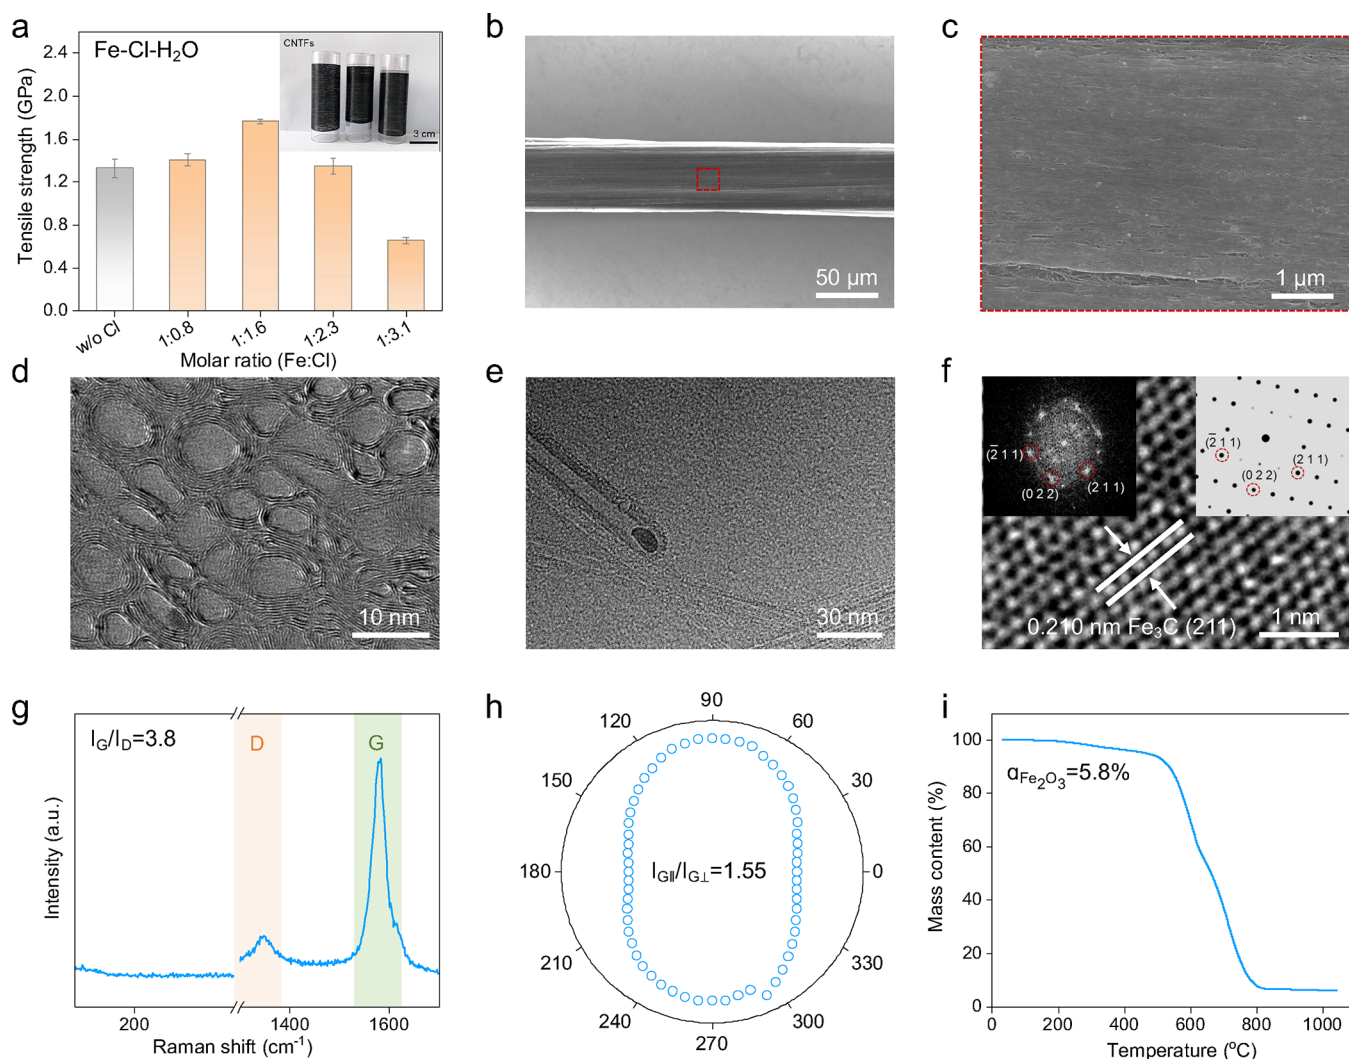 a
Fe-Cl-H₂O
CNTFs
3 cm
Tensile strength (GPa)
2.4
2.0
1.6
1.2
0.8
0.4
0.0
w/o Cl
1:0.8
1:1.6
1:2.3
1:3.1
Molar ratio (Fe:Cl)
b
50 μm
c
1 μm
d
10 nm
e
30 nm
f
(2̅ 1 1)
(0 2 2)
(2 1 1)
(2̅ 1 1)
(0 2 2)
(2 1 1)
0.210 nm Fe₃C (211)
1 nm
g
I_G/I_D=3.8
D
G
Intensity (a.u.)
200
1400
1600
Raman shift (cm⁻¹)
h
90
60
30
0
330
300
270
240
210
180
150
120
I_G∥/I_G⊥=1.55
i
α_Fe₂O₃=5.8%
Mass content (%)
100
80
60
40
20
0
0
200
400
600
800
1000
Temperature (°C)